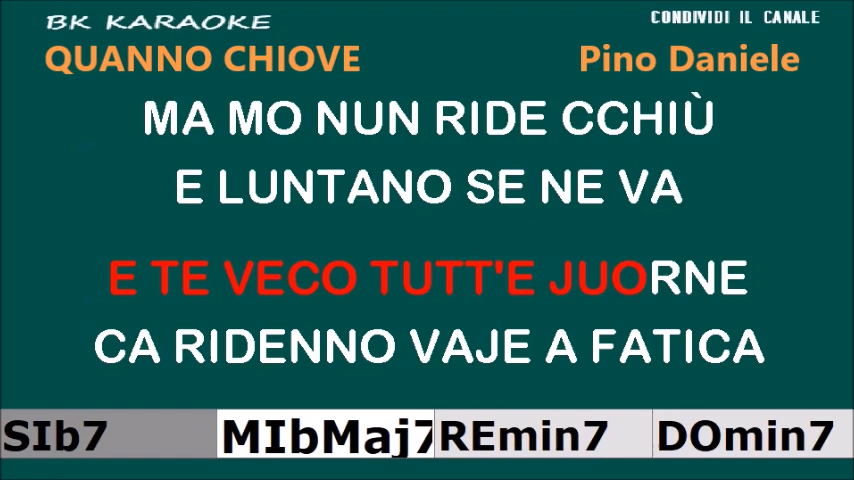 BK KARAOKE
CONDIVIDI IL CANALE
QUANNO CHIOVE
Pino Daniele
MA MO NUN RIDE CCHIÙ
E LUNTANO SE NE VA
E TE VECO TUTT'E JUORNE
CA RIDENNO VAJE A FATICA
SIb7
MIbMaj7
REmin7
DOmin7